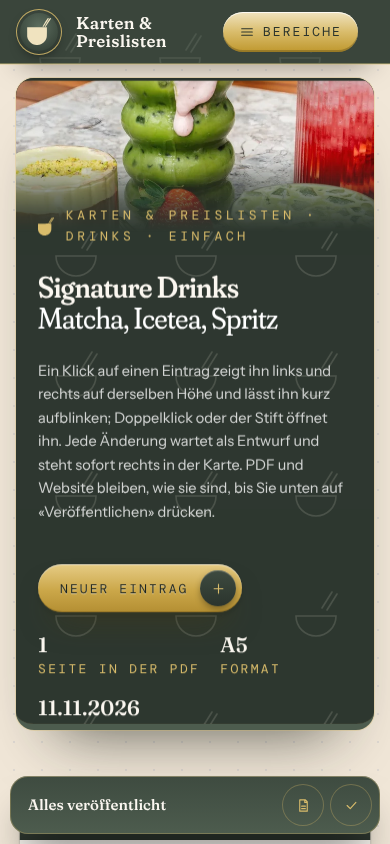 Karten &
Preislisten
BEREICHE
KARTEN & PREISLISTEN ·
DRINKS · EINFACH
Signature Drinks
Matcha, Icetea, Spritz
Ein Klick auf einen Eintrag zeigt ihn links und
rechts auf derselben Höhe und lässt ihn kurz
aufblinken; Doppelklick oder der Stift öffnet
ihn. Jede Änderung wartet als Entwurf und
steht sofort rechts in der Karte. PDF und
Website bleiben, wie sie sind, bis Sie unten auf
«Veröffentlichen» drücken.
NEUER EINTRAG +
1 A5
SEITE IN DER PDF FORMAT
11.11.2026
Alles veröffentlicht